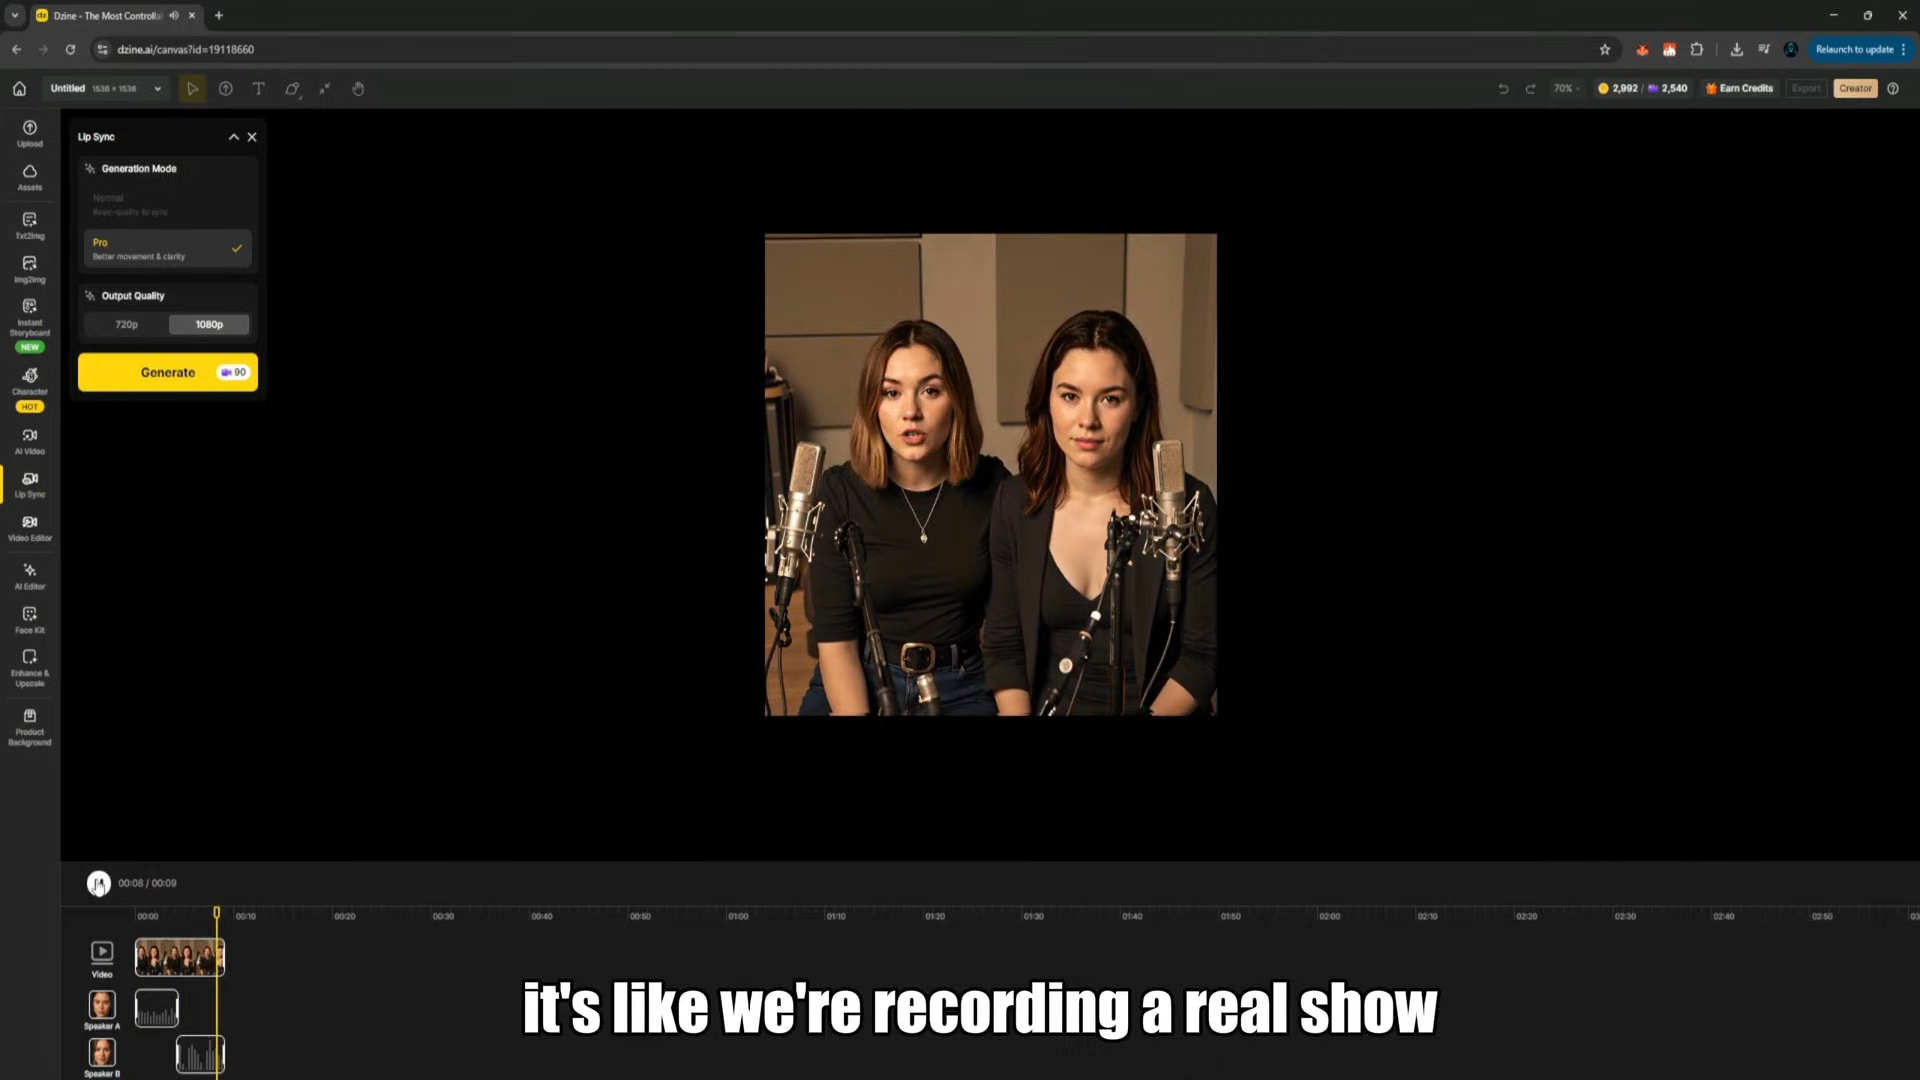 Dzine - The Most Controlla
dzine.ai/canvas?id=19118660
Relaunch to update
Untitled 1536 × 1536
70%
2,992 / 2,540
Earn Credits
Export
Creator
Upload
Assets
Txt2Img
Img2Img
Instant
Storyboard
NEW
Character
HOT
AI Video
Lip Sync
Video Editor
AI Editor
Face Kit
Enhance &
Upscale
Product
Background
Lip Sync
Generation Mode
Normal
Basic-quality lip sync
Pro
Better movement & clarity
Output Quality
720p 1080p
Generate 90
00:08 / 00:09
00:00 00:10 00:20 00:30 00:40 00:50 01:00 01:10 01:20 01:30 01:40 01:50 02:00 02:10 02:20 02:30 02:40 02:50 03
Video
Speaker A
Speaker B
it's like we're recording a real show